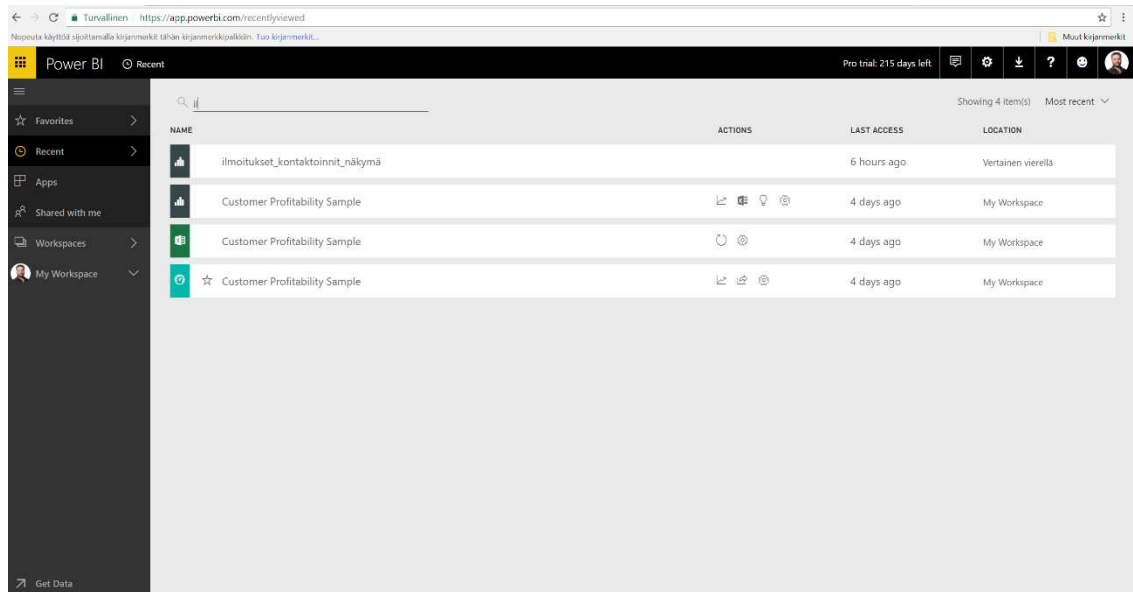 Turvallinen https://app.powerbi.com/recentlyviewed
Nopeuta käyttöä sijoittamalla kirjanmerkit tähän kirjanmerkkipalkkiin. Tuo kirjanmerkit... Muut kirjanmerkit
Power BI Recent Pro trial: 215 days left ?
il Showing 4 item(s) Most recent
Favorites
NAME ACTIONS LAST ACCESS LOCATION
Recent
ilmoitukset_kontaktoinnit_näkymä 6 hours ago Vertainen vierellä
Apps
Customer Profitability Sample 4 days ago My Workspace
Shared with me
Workspaces
Customer Profitability Sample 4 days ago My Workspace
My Workspace
Customer Profitability Sample 4 days ago My Workspace
Get Data